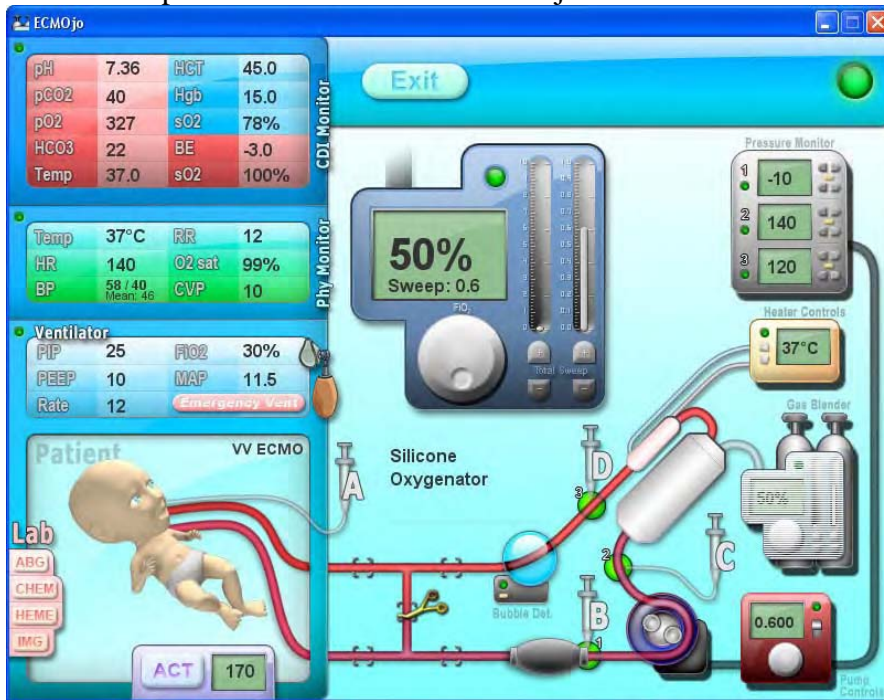 ECMOjo
pH 7.36 HCT 45.0
pCO2 40 Hgb 15.0
pO2 327 sO2 78%
HCO3 22 BE -3.0
Temp 37.0 sO2 100%
CDI Monitor
Exit
Temp 37°C RR 12
HR 140 O2 sat 99%
BP 58 / 40 CVP 10
Mean: 46
Phy Monitor
Ventilator
PIP 25 FiO2 30%
PEEP 10 MAP 11.5
Rate 12 Emergency Vent
50%
Sweep: 0.6
FiO2
Total Sweep
Pressure Monitor
1 -10
2 140
3 120
Heater Controls
37°C
Gas Blender
50%
Patient
VV ECMO
A
Silicone
Oxygenator
D
3
2
C
B
1
Bubble Det.
Lab
ABG
CHEM
HEME
IMG
ACT 170
0.600
Pump Controls